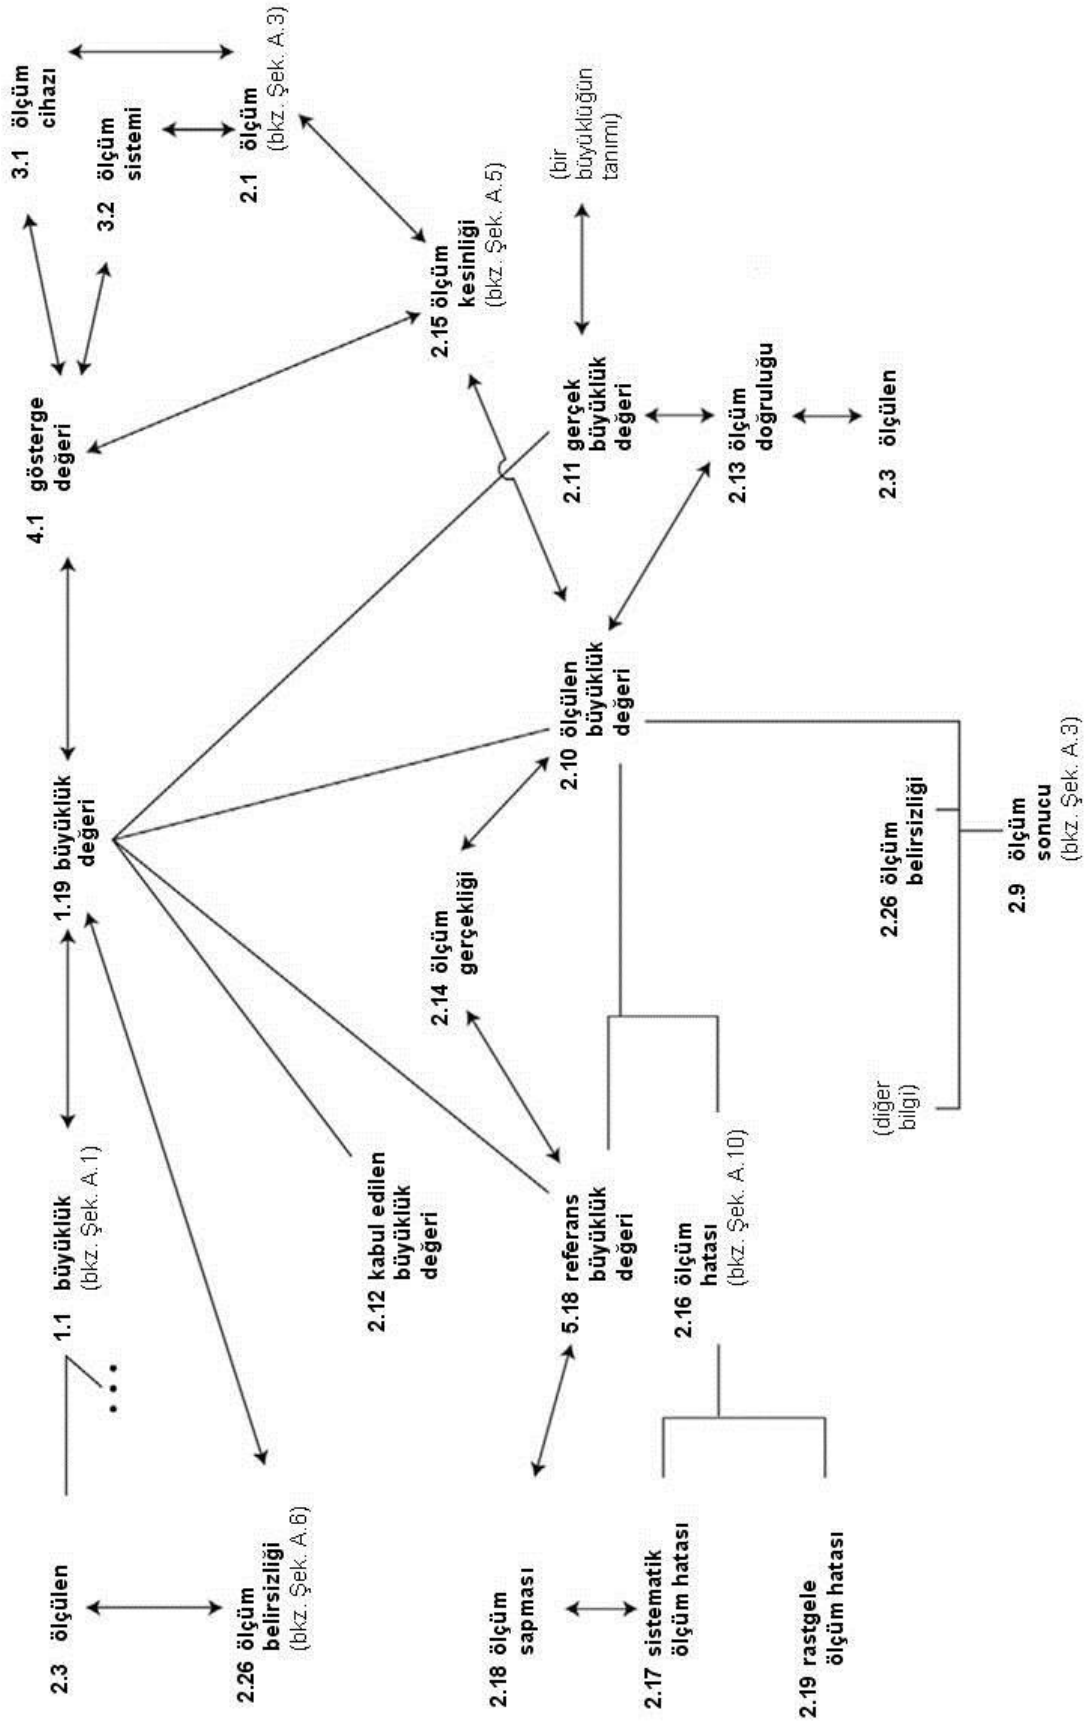 2.3 ölçülen
1.1 büyüklük
(bkz. Şek. A.1)
1.19 büyüklük
değeri
4.1 gösterge
değeri
3.1 ölçüm
cihazı
3.2 ölçüm
sistemi
2.26 ölçüm
belirsizliği
(bkz. Şek. A.6)
2.1 ölçüm
(bkz. Şek. A.3)
2.12 kabul edilen
büyüklük
değeri
2.14 ölçüm
gerçekliği
2.15 ölçüm
kesinliği
(bkz. Şek. A.5)
2.18 ölçüm
sapması
5.18 referans
büyüklük
değeri
2.10 ölçülen
büyüklük
değeri
2.11 gerçek
büyüklük
değeri
(bir
büyüklüğün
tanımı)
2.17 sistematik
ölçüm hatası
2.16 ölçüm
hatası
(bkz. Şek. A.10)
2.13 ölçüm
doğruluğu
2.19 rastgele
ölçüm hatası
(diğer
bilgi)
2.26 ölçüm
belirsizliği
2.3 ölçülen
2.9 ölçüm
sonucu
(bkz. Şek. A.3)